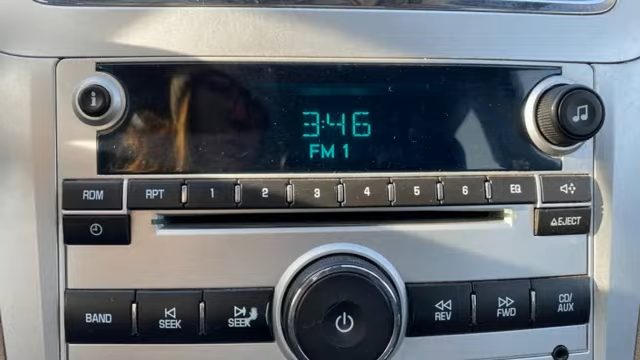 3:46
FM 1
RDM RPT 1 2 3 4 5 6 EQ
EJECT
BAND SEEK SEEK REV FWD CD/
AUX